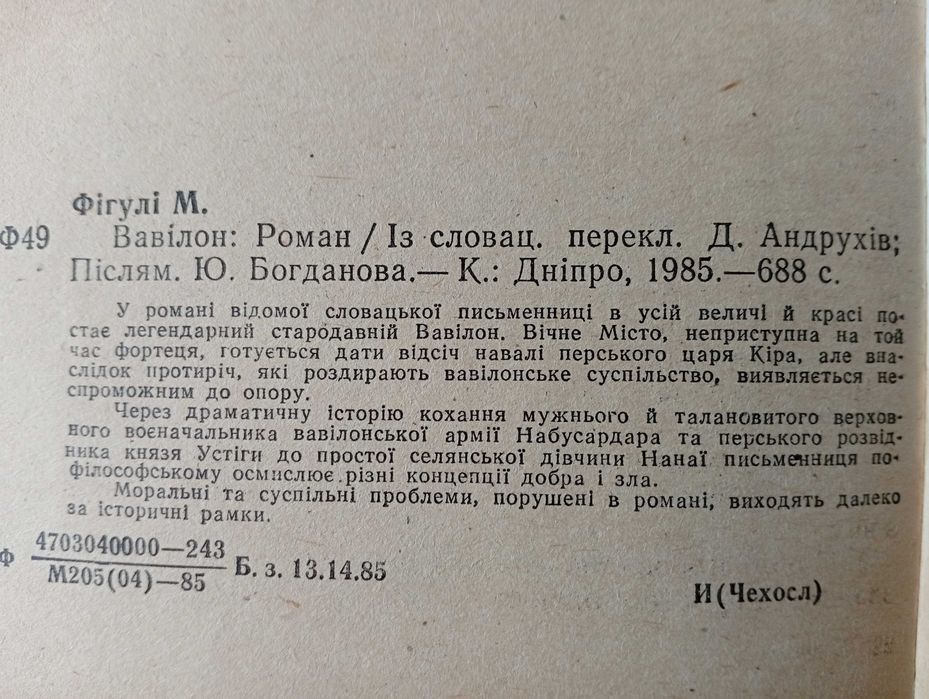 Фігулі М.
Ф49 Вавілон: Роман / Із словац. перекл. Д. Андрухів;
Післям. Ю. Богданова.— К.: Дніпро, 1985.—688 с.
У романі відомої словацької письменниці в усій величі й красі по-
стає легендарний стародавній Вавілон. Вічне Місто, неприступна на той
час фортеця, готується дати відсіч навалі перського царя Кіра, але вна-
слідок протиріч, які роздирають вавілонське суспільство, виявляється не-
спроможним до опору.
Через драматичну історію кохання мужнього й талановитого верхов-
ного воєначальника вавілонської армії Набусардара та перського розвід-
ника князя Устіги до простої селянської дівчини Нанаї письменниця по-
філософському осмислює різні концепції добра і зла.
Моральні та суспільні проблеми, порушені в романі, виходять далеко
за історичні рамки.
Ф 4703040000—243
М205(04)—85 Б. з. 13.14.85
И(Чехосл)